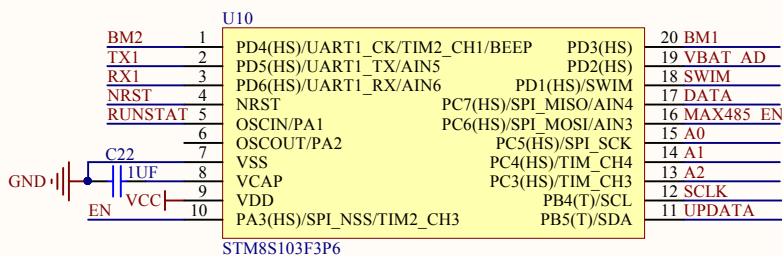 U10
BM2 1 PD4(HS)/UART1_CK/TIM2_CH1/BEEP PD3(HS) 20 BM1
TX1 2 PD5(HS)/UART1_TX/AIN5 PD2(HS) 19 VBAT_AD
RX1 3 PD6(HS)/UART1_RX/AIN6 PD1(HS)/SWIM 18 SWIM
NRST 4 NRST PC7(HS)/SPI_MISO/AIN4 17 DATA
RUNSTAT 5 OSCIN/PA1 PC6(HS)/SPI_MOSI/AIN3 16 MAX485_EN
6 OSCOUT/PA2 PC5(HS)/SPI_SCK 15 A0
C22 7 VSS PC4(HS)/TIM_CH4 14 A1
GND 1UF 8 VCAP PC3(HS)/TIM_CH3 13 A2
VCC 9 VDD PB4(T)/SCL 12 SCLK
EN 10 PA3(HS)/SPI_NSS/TIM2_CH3 PB5(T)/SDA 11 UPDATA
STM8S103F3P6